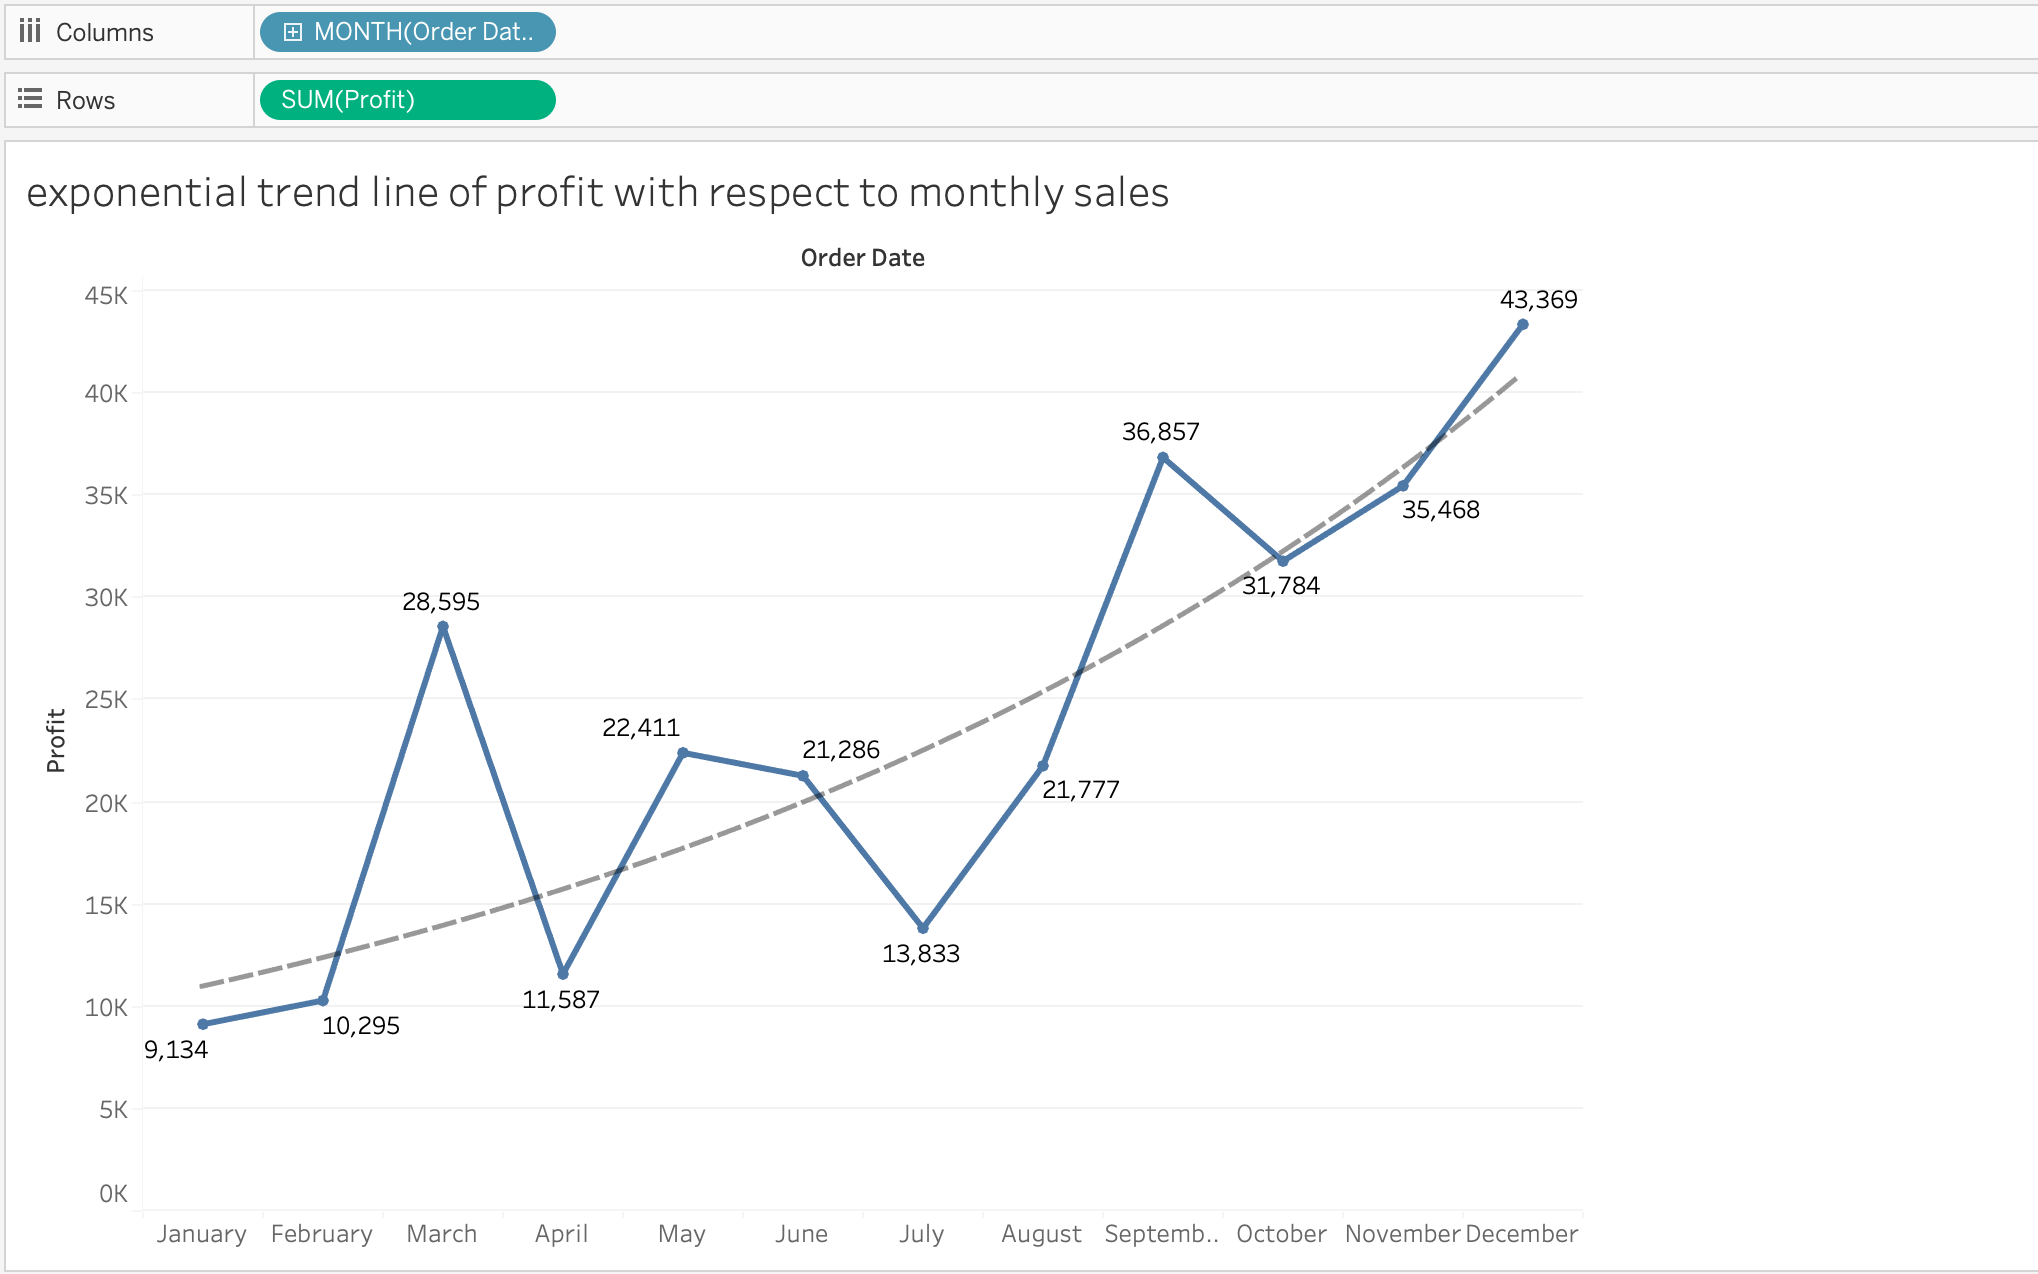 Columns
MONTH(Order Dat..
Rows
SUM(Profit)
exponential trend line of profit with respect to monthly sales
Order Date
45K
40K
35K
30K
25K
20K
15K
10K
5K
0K
Profit
9,134
10,295
28,595
11,587
22,411
21,286
13,833
21,777
36,857
31,784
35,468
43,369
January February March April May June July August Septemb.. October November December